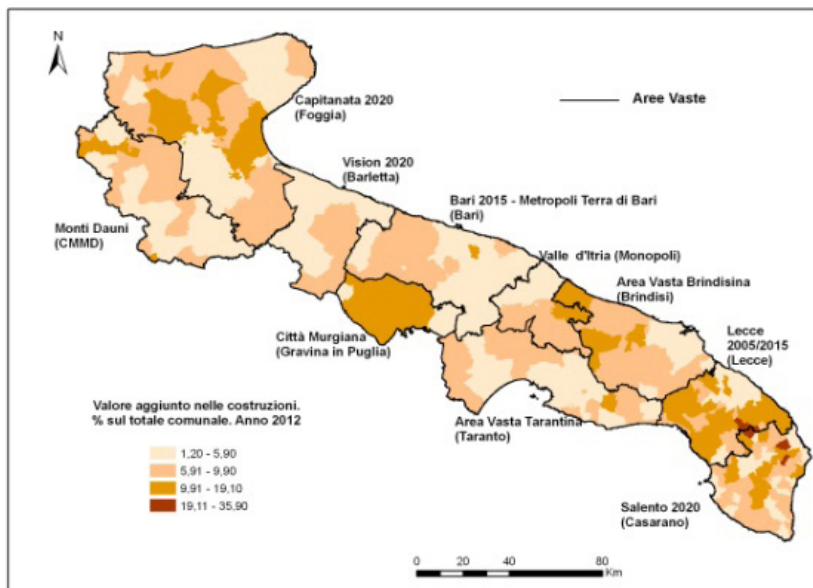 N
Capitanata 2020
(Foggia)
Aree Vaste
Vision 2020
(Barletta)
Bari 2015 - Metropoli Terra di Bari
(Bari)
Monti Dauni
(CMMD)
Valle d'Itria (Monopoli)
Area Vasta Brindisina
(Brindisi)
Città Murgiana
(Gravina in Puglia)
Lecce
2005/2015
(Lecce)
Valore aggiunto nelle costruzioni.
% sul totale comunale. Anno 2012
Area Vasta Tarantina
(Taranto)
1,20 - 5,90
5,91 - 9,90
9,91 - 19,10
19,11 - 35,90
Salento 2020
(Casarano)
0 20 40 80
Km